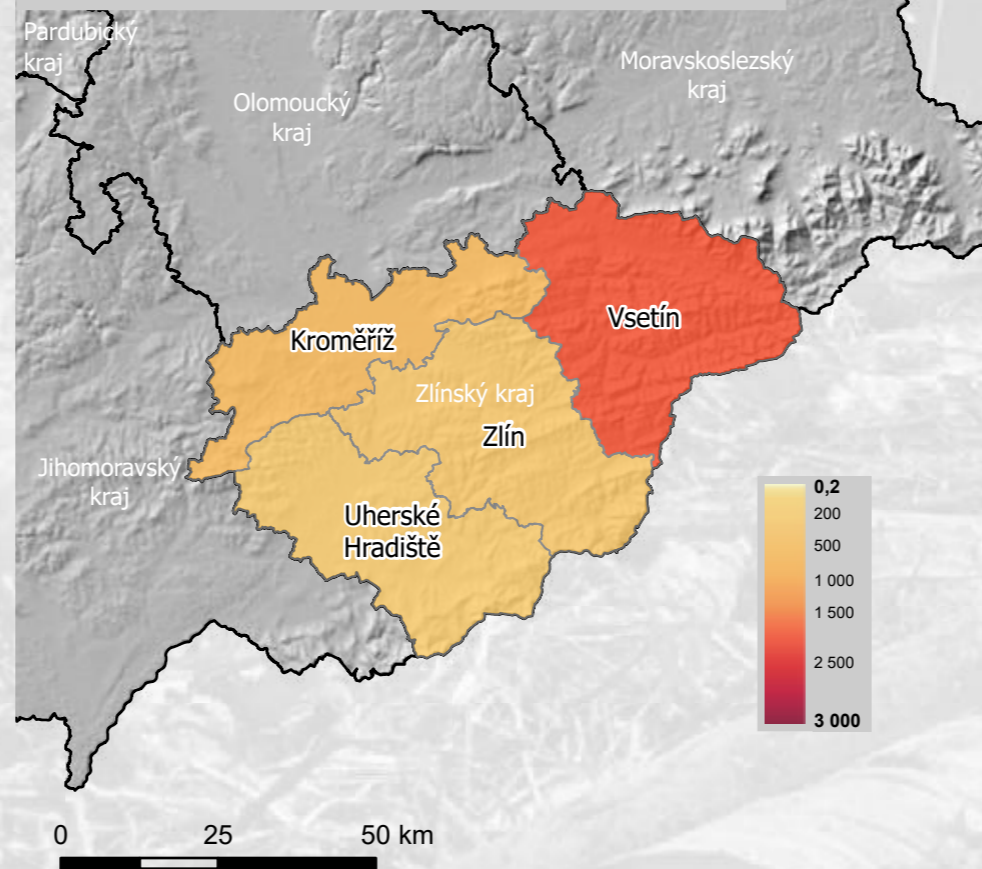 Pardubický
kraj
Olomoucký
kraj
Moravskoslezský
kraj
Vsetín
Kroměříž
Zlínský kraj
Zlín
Jihomoravský
kraj
Uherské
Hradiště
0,2
200
500
1 000
1 500
2 500
3 000
0 25 50 km